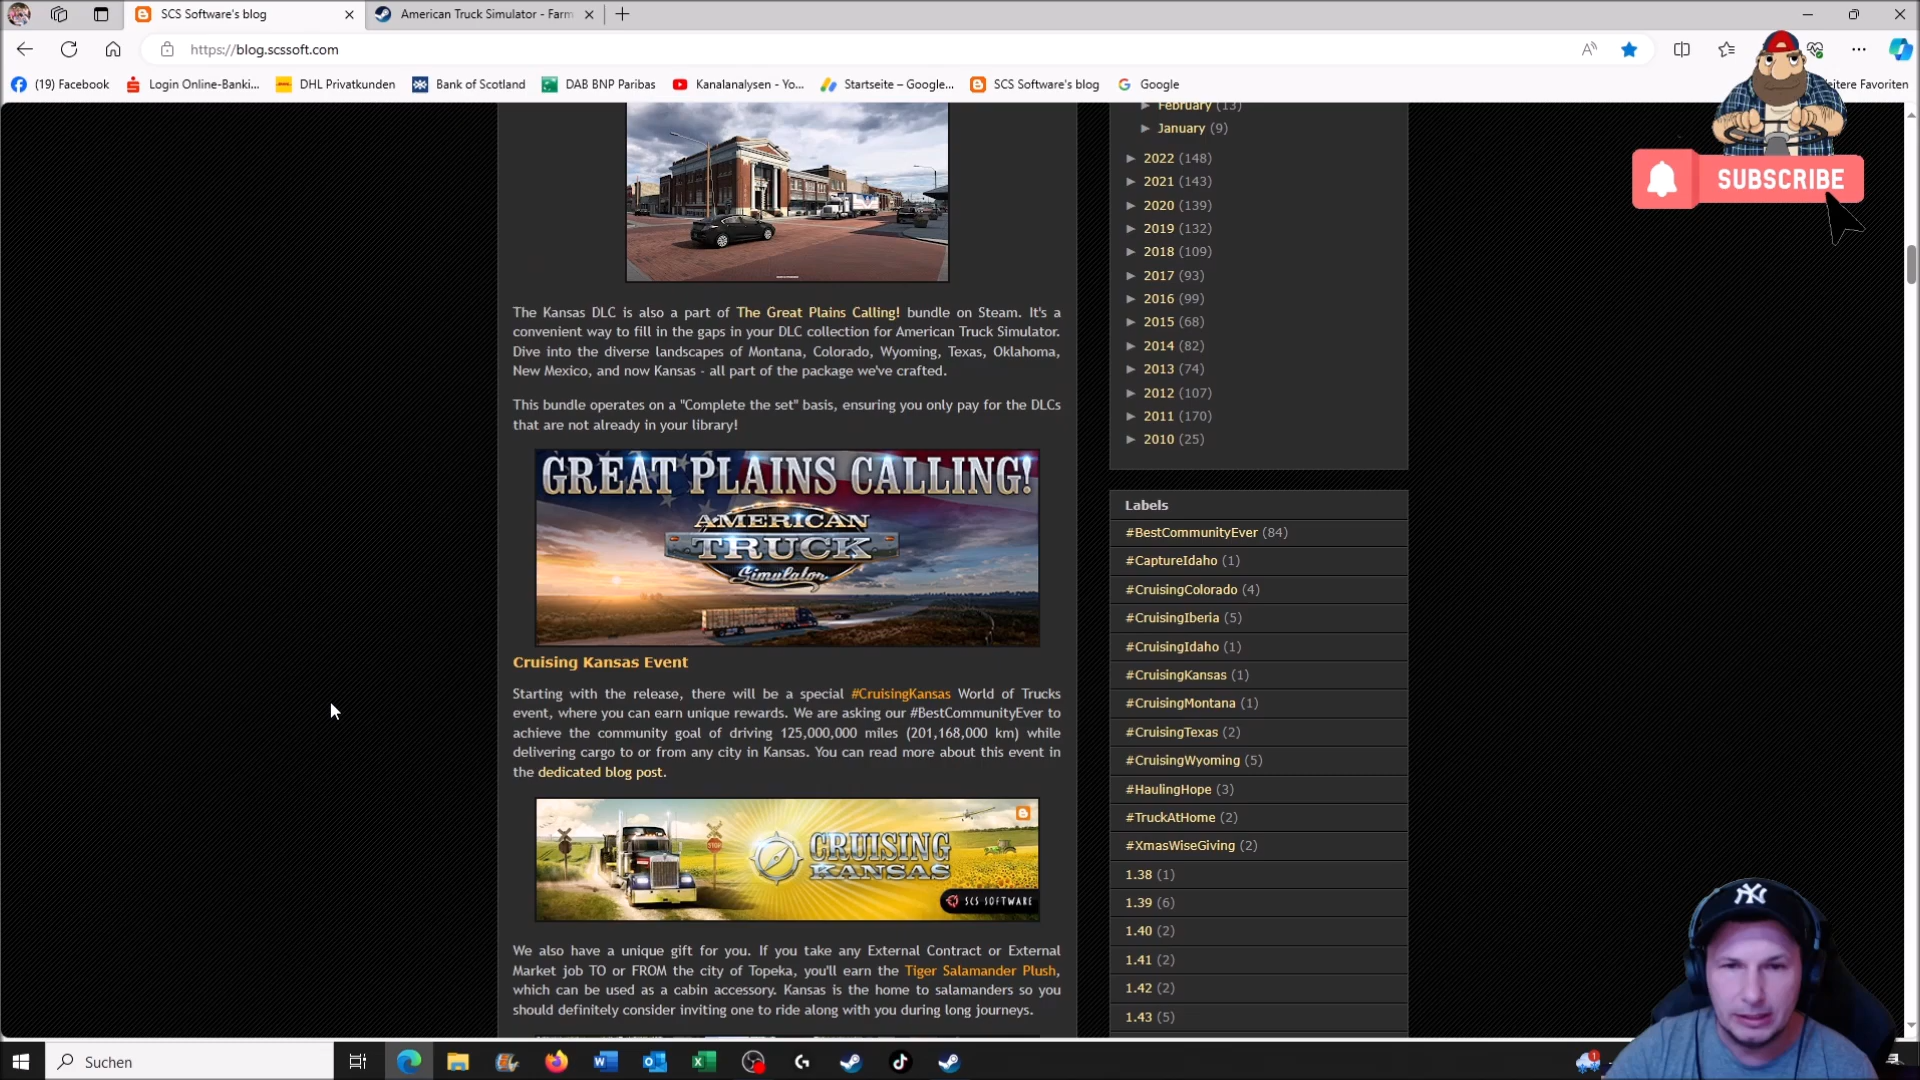 SCS Software's blog
American Truck Simulator - Farm
https://blog.scssoft.com
(19) Facebook
Login Online-Banki...
DHL Privatkunden
Bank of Scotland
DAB BNP Paribas
Kanalanalysen - Yo...
Startseite – Google...
SCS Software's blog
Google
eitere Favoriten
SUBSCRIBE
The Kansas DLC is also a part of The Great Plains Calling! bundle on Steam. It's a
convenient way to fill in the gaps in your DLC collection for American Truck Simulator.
Dive into the diverse landscapes of Montana, Colorado, Wyoming, Texas, Oklahoma,
New Mexico, and now Kansas - all part of the package we've crafted.
This bundle operates on a "Complete the set" basis, ensuring you only pay for the DLCs
that are not already in your library!
GREAT PLAINS CALLING!
AMERICAN
TRUCK
Simulator
Cruising Kansas Event
Starting with the release, there will be a special #CruisingKansas World of Trucks
event, where you can earn unique rewards. We are asking our #BestCommunityEver to
achieve the community goal of driving 125,000,000 miles (201,168,000 km) while
delivering cargo to or from any city in Kansas. You can read more about this event in
the dedicated blog post.
STOP
CRUISING
KANSAS
SCS SOFTWARE
We also have a unique gift for you. If you take any External Contract or External
Market job TO or FROM the city of Topeka, you'll earn the Tiger Salamander Plush,
which can be used as a cabin accessory. Kansas is the home to salamanders so you
should definitely consider inviting one to ride along with you during long journeys.
► February (13)
► January (9)
► 2022 (148)
► 2021 (143)
► 2020 (139)
► 2019 (132)
► 2018 (109)
► 2017 (93)
► 2016 (99)
► 2015 (68)
► 2014 (82)
► 2013 (74)
► 2012 (107)
► 2011 (170)
► 2010 (25)
Labels
#BestCommunityEver (84)
#CaptureIdaho (1)
#CruisingColorado (4)
#CruisingIberia (5)
#CruisingIdaho (1)
#CruisingKansas (1)
#CruisingMontana (1)
#CruisingTexas (2)
#CruisingWyoming (5)
#HaulingHope (3)
#TruckAtHome (2)
#XmasWiseGiving (2)
1.38 (1)
1.39 (6)
1.40 (2)
1.41 (2)
1.42 (2)
1.43 (5)
NY
Suchen
1